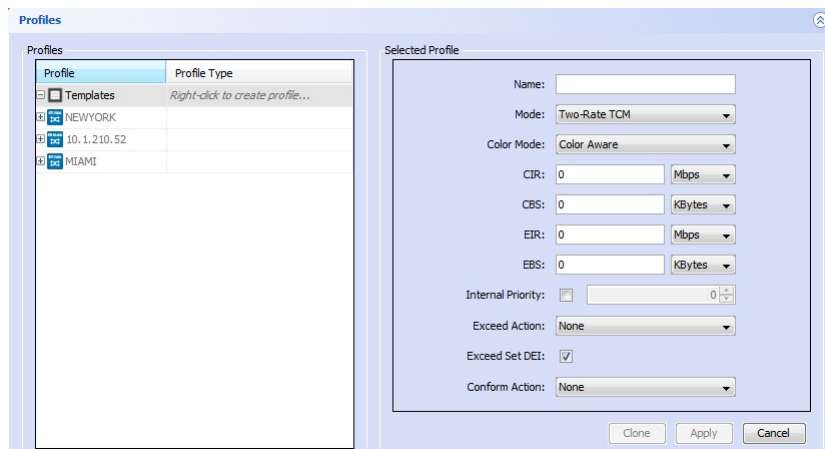 Profiles
Profiles
Profile Profile Type
Templates Right-click to create profile...
NEWYORK
10.1.210.52
MIAMI
Selected Profile
Name:
Mode: Two-Rate TCM
Color Mode: Color Aware
CIR: 0 Mbps
CBS: 0 KBytes
EIR: 0 Mbps
EBS: 0 KBytes
Internal Priority: 0
Exceed Action: None
Exceed Set DEI:
Conform Action: None
Clone Apply Cancel